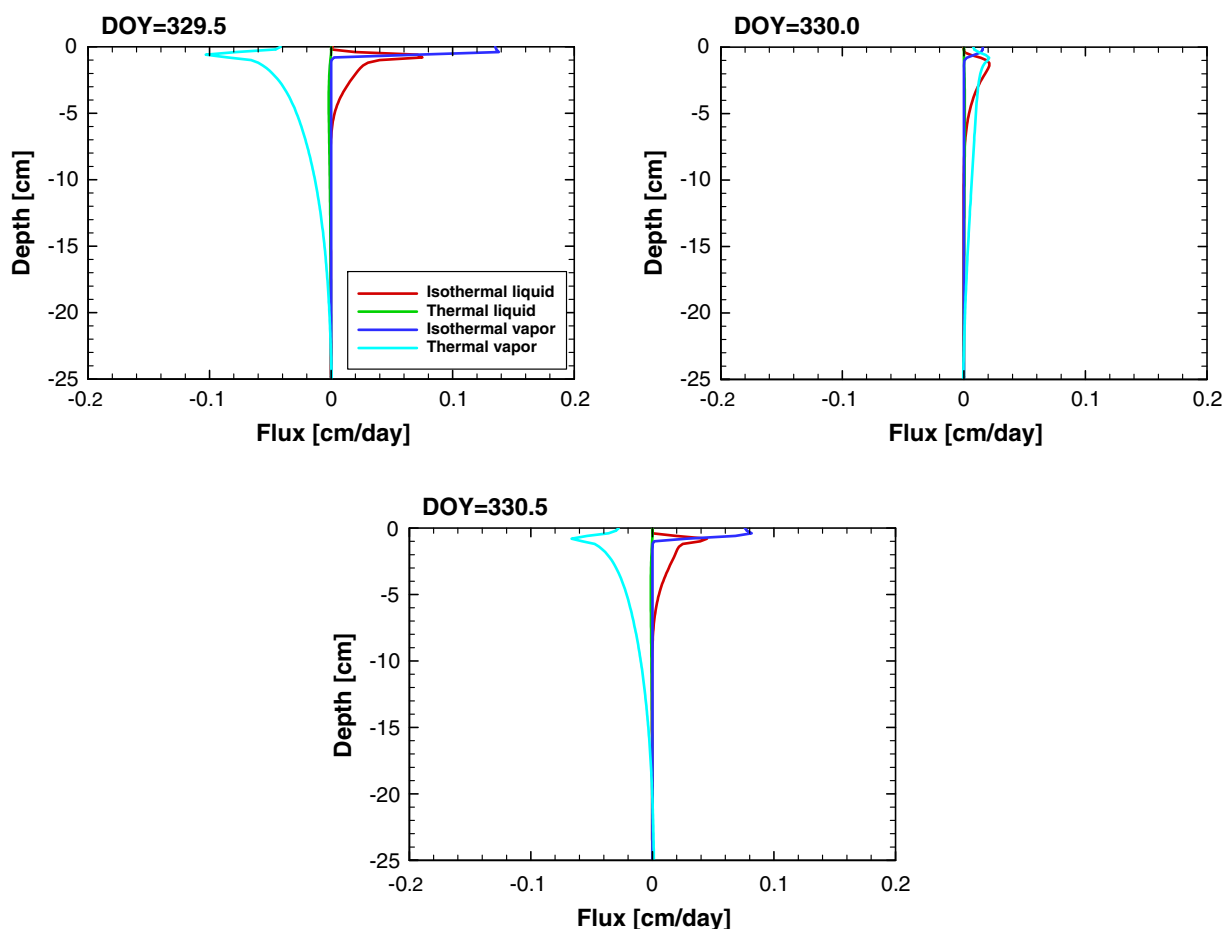 DOY=329.5
0
-5
-10
-15
-20
-25
Depth [cm]
-0.2 -0.1 0 0.1 0.2
Flux [cm/day]
Isothermal liquid
Thermal liquid
Isothermal vapor
Thermal vapor
DOY=330.0
0
-5
-10
-15
-20
-25
Depth [cm]
-0.2 -0.1 0 0.1 0.2
Flux [cm/day]
DOY=330.5
0
-5
-10
-15
-20
-25
Depth [cm]
-0.2 -0.1 0 0.1 0.2
Flux [cm/day]